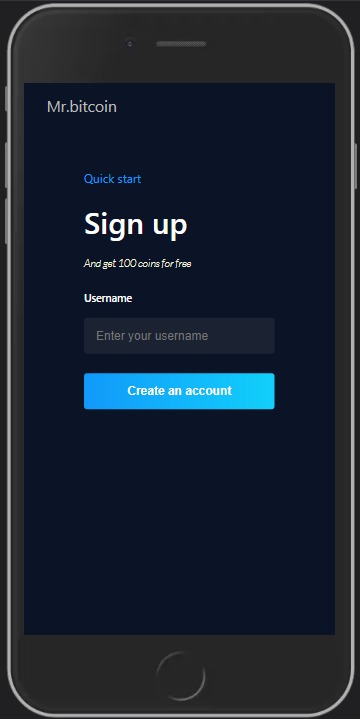 Mr.bitcoin
Quick start
Sign up
And get 100 coins for free
Username
Enter your username
Create an account